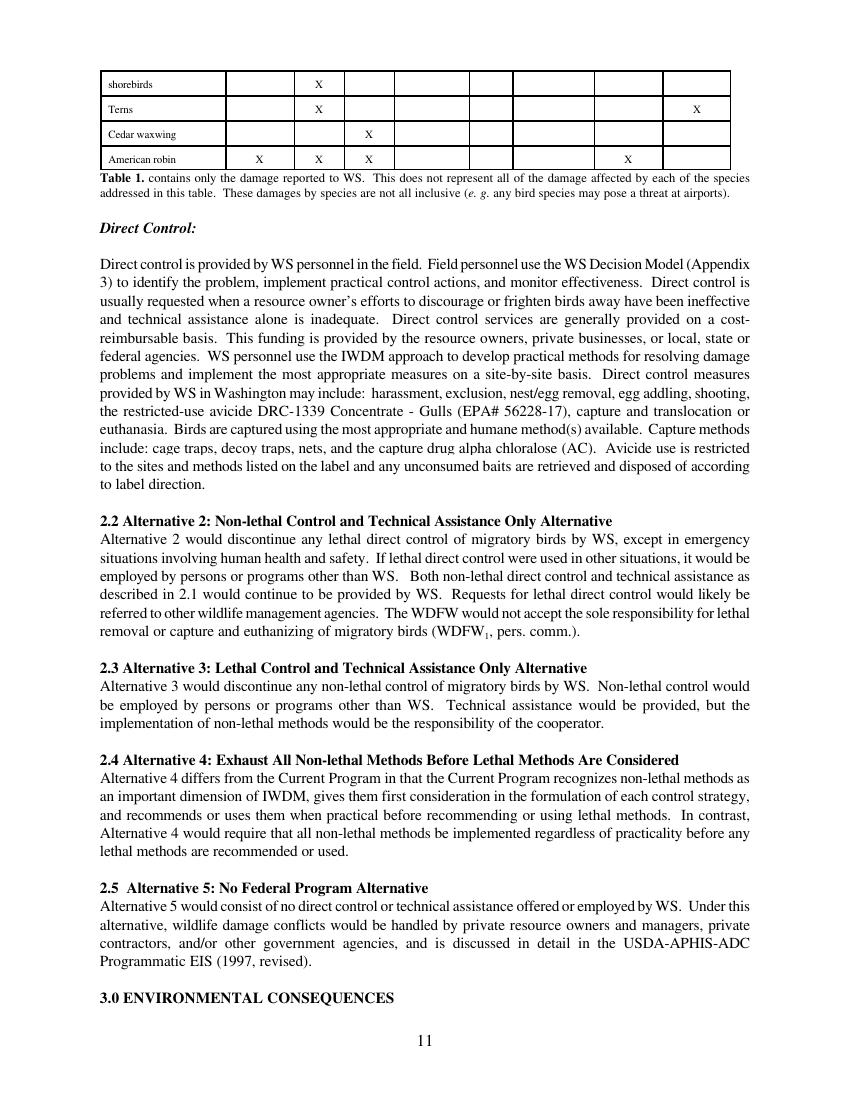 shorebirds X
Terns X X
Cedar waxwing X
American robin X X X X
Table 1. contains only the damage reported to WS. This does not represent all of the damage affected by each of the species
addressed in this table. These damages by species are not all inclusive (e. g. any bird species may pose a threat at airports).
Direct Control:
Direct control is provided by WS personnel in the field. Field personnel use the WS Decision Model (Appendix
3) to identify the problem, implement practical control actions, and monitor effectiveness. Direct control is
usually requested when a resource owner's efforts to discourage or frighten birds away have been ineffective
and technical assistance alone is inadequate. Direct control services are generally provided on a cost-
reimbursable basis. This funding is provided by the resource owners, private businesses, or local, state or
federal agencies. WS personnel use the IWDM approach to develop practical methods for resolving damage
problems and implement the most appropriate measures on a site-by-site basis. Direct control measures
provided by WS in Washington may include: harassment, exclusion, nest/egg removal, egg addling, shooting,
the restricted-use avicide DRC-1339 Concentrate - Gulls (EPA# 56228-17), capture and translocation or
euthanasia. Birds are captured using the most appropriate and humane method(s) available. Capture methods
include: cage traps, decoy traps, nets, and the capture drug alpha chloralose (AC). Avicide use is restricted
to the sites and methods listed on the label and any unconsumed baits are retrieved and disposed of according
to label direction.
2.2 Alternative 2: Non-lethal Control and Technical Assistance Only Alternative
Alternative 2 would discontinue any lethal direct control of migratory birds by WS, except in emergency
situations involving human health and safety. If lethal direct control were used in other situations, it would be
employed by persons or programs other than WS. Both non-lethal direct control and technical assistance as
described in 2.1 would continue to be provided by WS. Requests for lethal direct control would likely be
referred to other wildlife management agencies. The WDFW would not accept the sole responsibility for lethal
removal or capture and euthanizing of migratory birds (WDFW₁, pers. comm.).
2.3 Alternative 3: Lethal Control and Technical Assistance Only Alternative
Alternative 3 would discontinue any non-lethal control of migratory birds by WS. Non-lethal control would
be employed by persons or programs other than WS. Technical assistance would be provided, but the
implementation of non-lethal methods would be the responsibility of the cooperator.
2.4 Alternative 4: Exhaust All Non-lethal Methods Before Lethal Methods Are Considered
Alternative 4 differs from the Current Program in that the Current Program recognizes non-lethal methods as
an important dimension of IWDM, gives them first consideration in the formulation of each control strategy,
and recommends or uses them when practical before recommending or using lethal methods. In contrast,
Alternative 4 would require that all non-lethal methods be implemented regardless of practicality before any
lethal methods are recommended or used.
2.5 Alternative 5: No Federal Program Alternative
Alternative 5 would consist of no direct control or technical assistance offered or employed by WS. Under this
alternative, wildlife damage conflicts would be handled by private resource owners and managers, private
contractors, and/or other government agencies, and is discussed in detail in the USDA-APHIS-ADC
Programmatic EIS (1997, revised).
3.0 ENVIRONMENTAL CONSEQUENCES
11